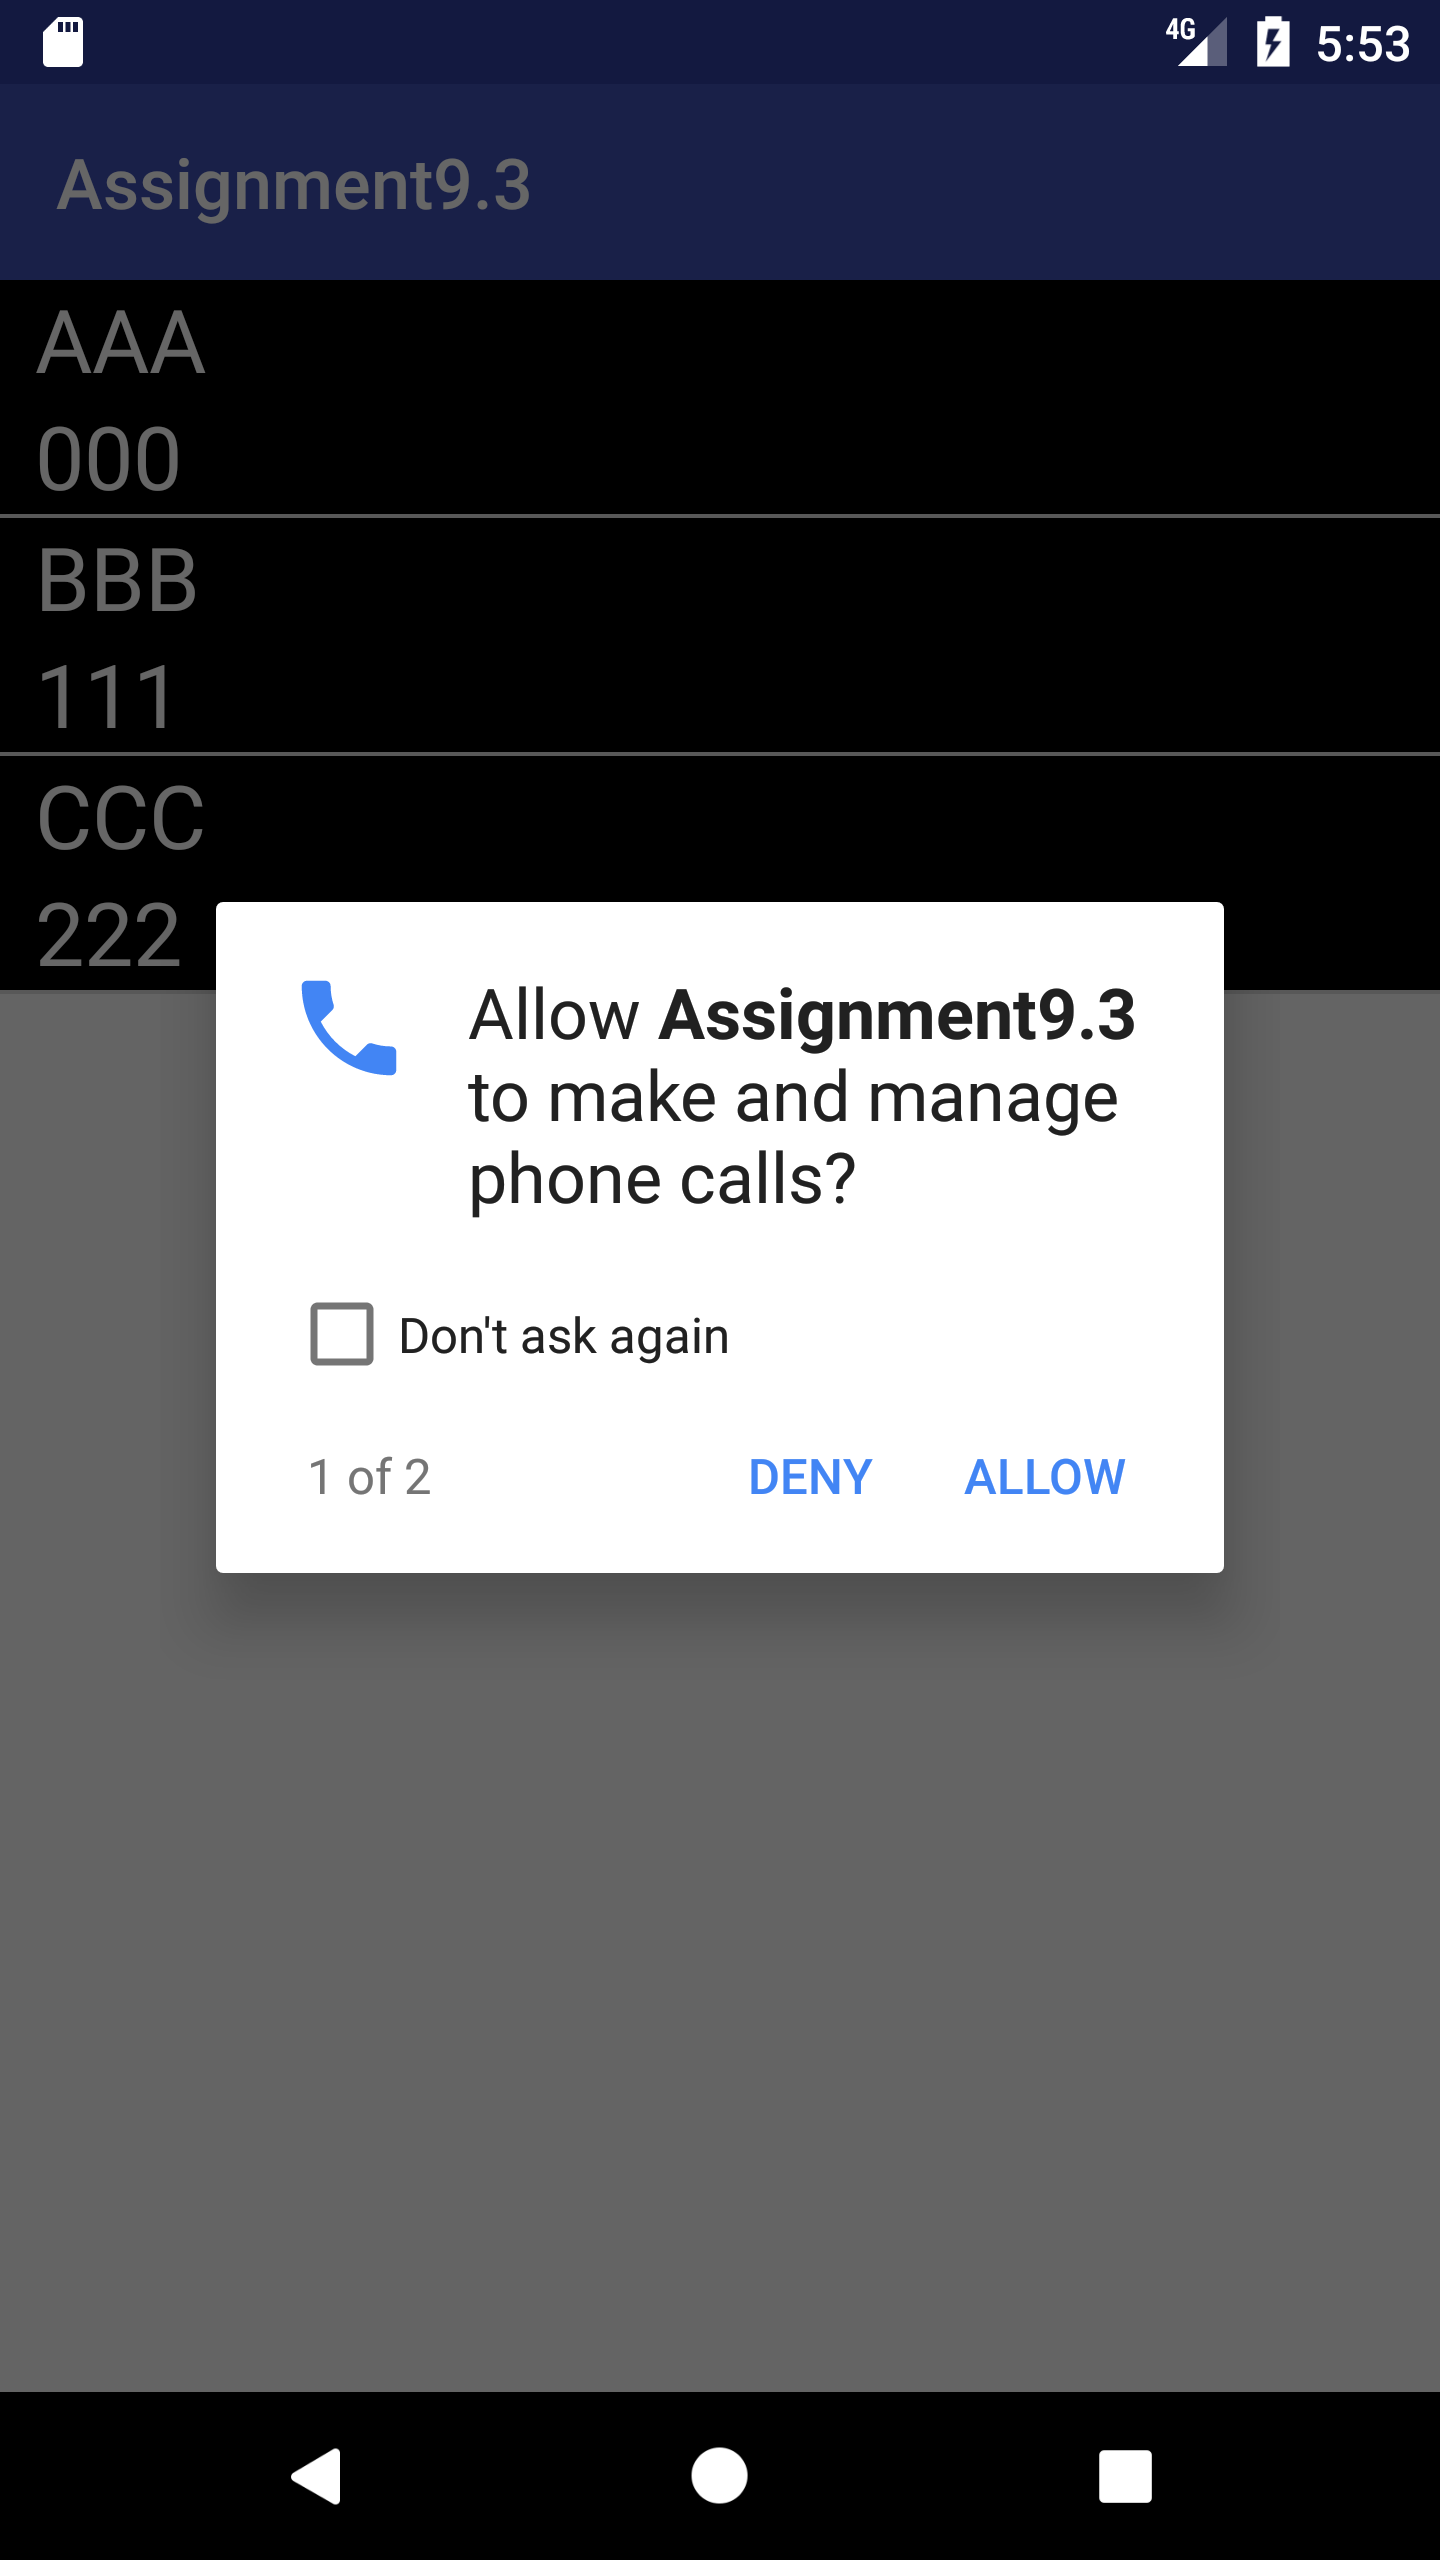 4G 5:53
Assignment9.3
AAA
000
BBB
111
CCC
222
Allow Assignment9.3
to make and manage
phone calls?
Don't ask again
1 of 2 DENY ALLOW